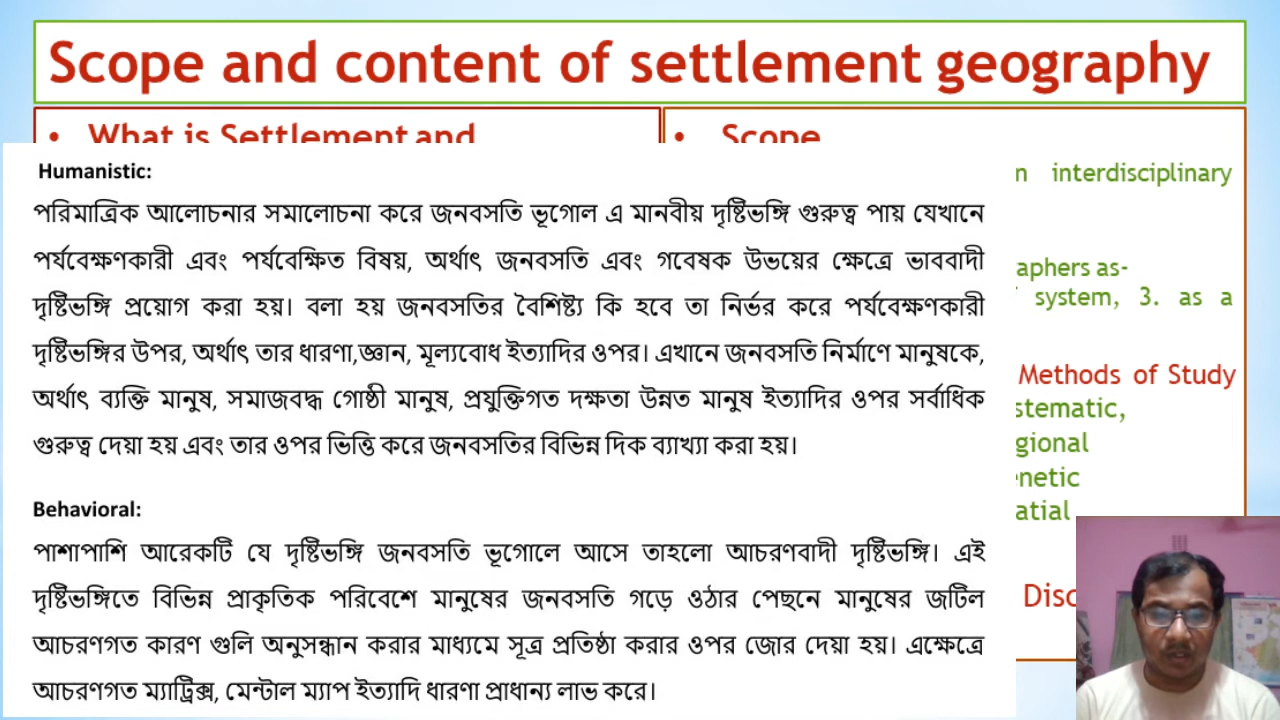 Scope and content of settlement geography
• What is Settlement and
• Scope
Humanistic:
পরিমাত্রিক আলোচনার সমালোচনা করে জনবসতি ভূগোল এ মানবীয় দৃষ্টিভঙ্গি গুরুত্ব পায় যেখানে
পর্যবেক্ষণকারী এবং পর্যবেক্ষিত বিষয়, অর্থাৎ জনবসতি এবং গবেষক উভয়ের ক্ষেত্রে ভাববাদী
দৃষ্টিভঙ্গি প্রয়োগ করা হয়। বলা হয় জনবসতির বৈশিষ্ট্য কি হবে তা নির্ভর করে পর্যবেক্ষণকারী
দৃষ্টিভঙ্গির উপর, অর্থাৎ তার ধারণা,জ্ঞান, মূল্যবোধ ইত্যাদির ওপর। এখানে জনবসতি নির্মাণে মানুষকে,
অর্থাৎ ব্যক্তি মানুষ, সমাজবদ্ধ গোষ্ঠী মানুষ, প্রযুক্তিগত দক্ষতা উন্নত মানুষ ইত্যাদির ওপর সর্বাধিক
গুরুত্ব দেয়া হয় এবং তার ওপর ভিত্তি করে জনবসতির বিভিন্ন দিক ব্যাখ্যা করা হয়।
Behavioral:
পাশাপাশি আরেকটি যে দৃষ্টিভঙ্গি জনবসতি ভূগোলে আসে তাহলো আচরণবাদী দৃষ্টিভঙ্গি। এই
দৃষ্টিভঙ্গিতে বিভিন্ন প্রাকৃতিক পরিবেশে মানুষের জনবসতি গড়ে ওঠার পেছনে মানুষের জটিল
আচরণগত কারণ গুলি অনুসন্ধান করার মাধ্যমে সূত্র প্রতিষ্ঠা করার ওপর জোর দেয়া হয়। এক্ষেত্রে
আচরণগত ম্যাট্রিক্স, মেন্টাল ম্যাপ ইত্যাদি ধারণা প্রাধান্য লাভ করে।
n interdisciplinary
aphers as-
system, 3. as a
Methods of Study
stematic,
gional
enetic
atial
Disc